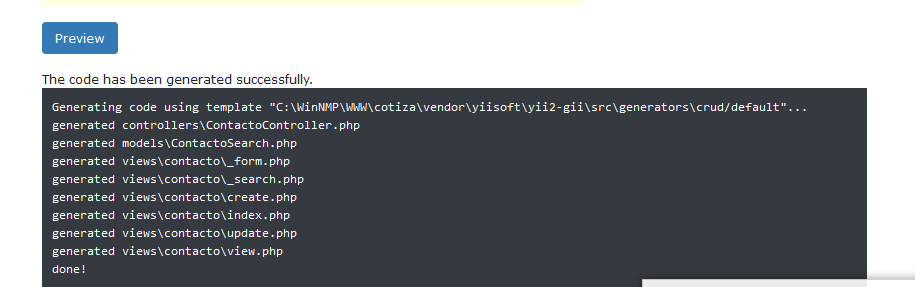 Preview
The code has been generated successfully.
Generating code using template "C:\WinNMP\WWW\cotiza\vendor\yiisoft\yii2-gii\src\generators\crud/default"...
generated controllers\ContactoController.php
generated models\ContactoSearch.php
generated views\contacto\_form.php
generated views\contacto\_search.php
generated views\contacto\create.php
generated views\contacto\index.php
generated views\contacto\update.php
generated views\contacto\view.php
done!